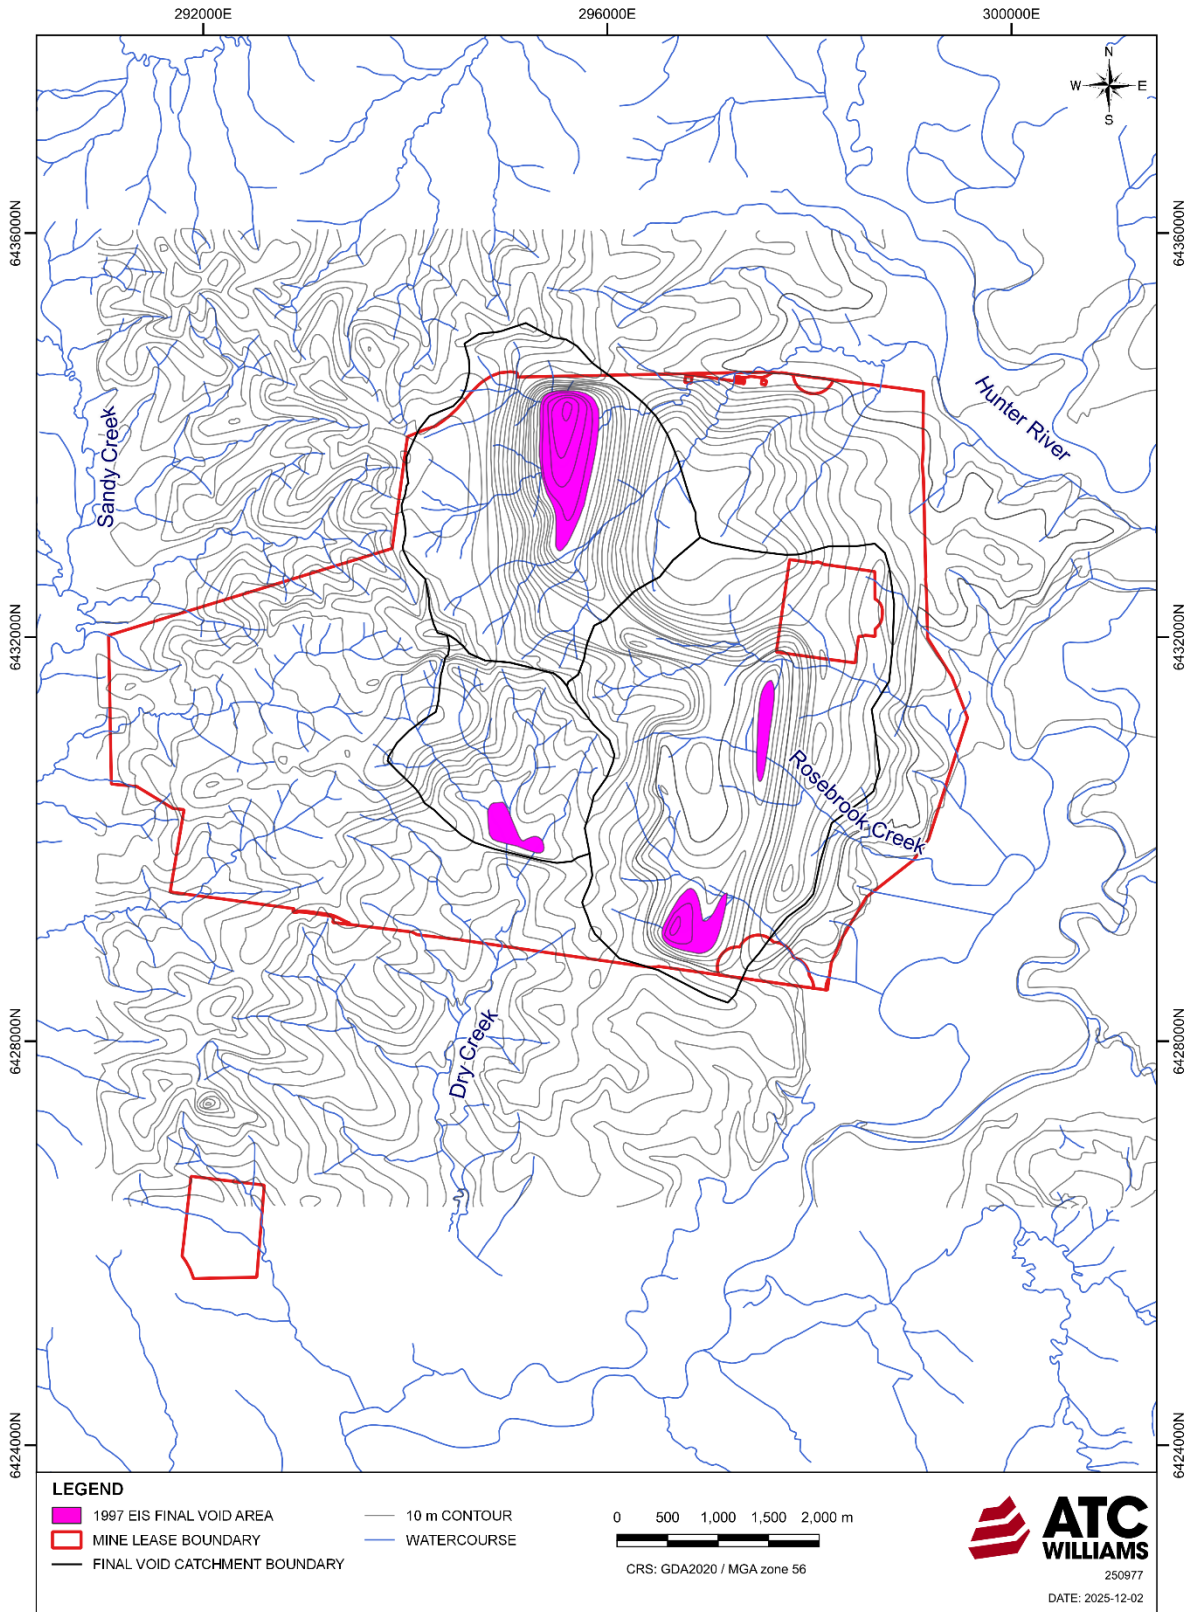 292000E
296000E
300000E
N
W E
S
6436000N
6436000N
Hunter River
Sandy Creek
6432000N
6432000N
Rosebrook Creek
Dry Creek
6428000N
6428000N
6424000N
6424000N
LEGEND
1997 EIS FINAL VOID AREA
MINE LEASE BOUNDARY
FINAL VOID CATCHMENT BOUNDARY
10 m CONTOUR
WATERCOURSE
0 500 1,000 1,500 2,000 m
CRS: GDA2020 / MGA zone 56
ATC
WILLIAMS
250977
DATE: 2025-12-02